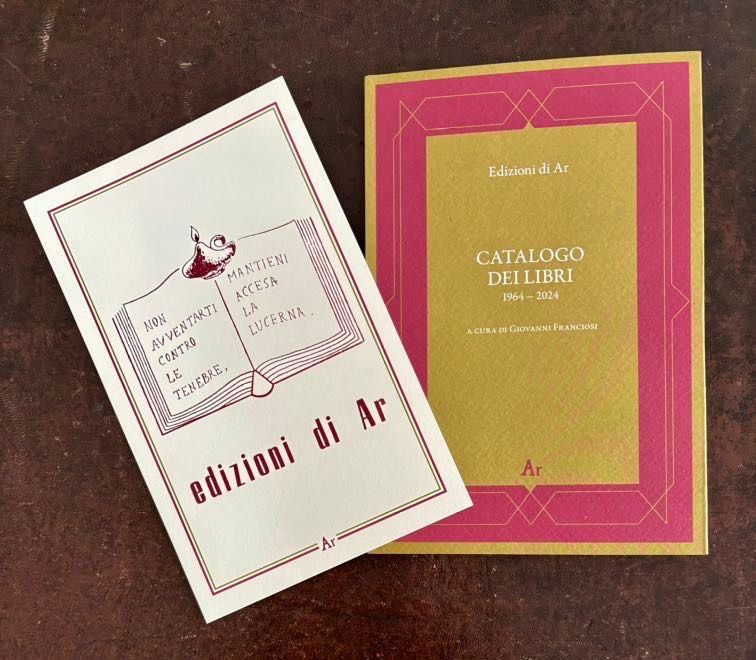 NON
AVVENTARTI
CONTRO
LE
TENEBRE,
MANTIENI
ACCESA
LA
LUCERNA.
edizioni di Ar
Ar
Edizioni di Ar
CATALOGO
DEI LIBRI
1964 – 2024
A CURA DI GIOVANNI FRANCIOSI
Ar